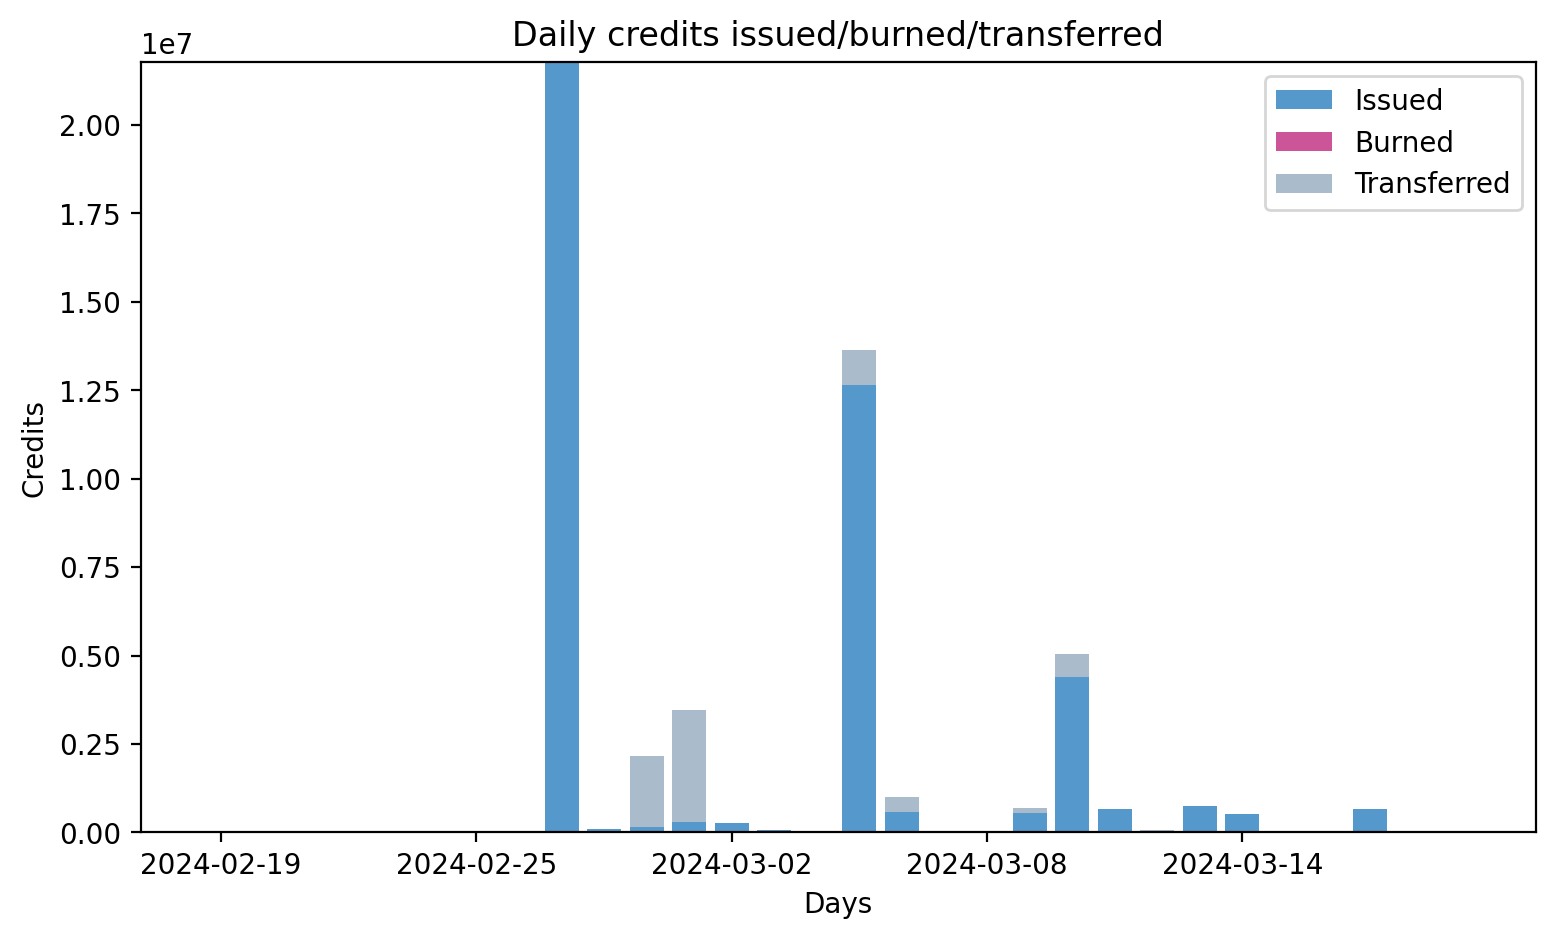 Daily credits issued/burned/transferred
1e7
2.00
1.75
1.50
1.25
1.00
0.75
0.50
0.25
0.00
Credits
Issued
Burned
Transferred
2024-02-19
2024-02-25
2024-03-02
2024-03-08
2024-03-14
Days